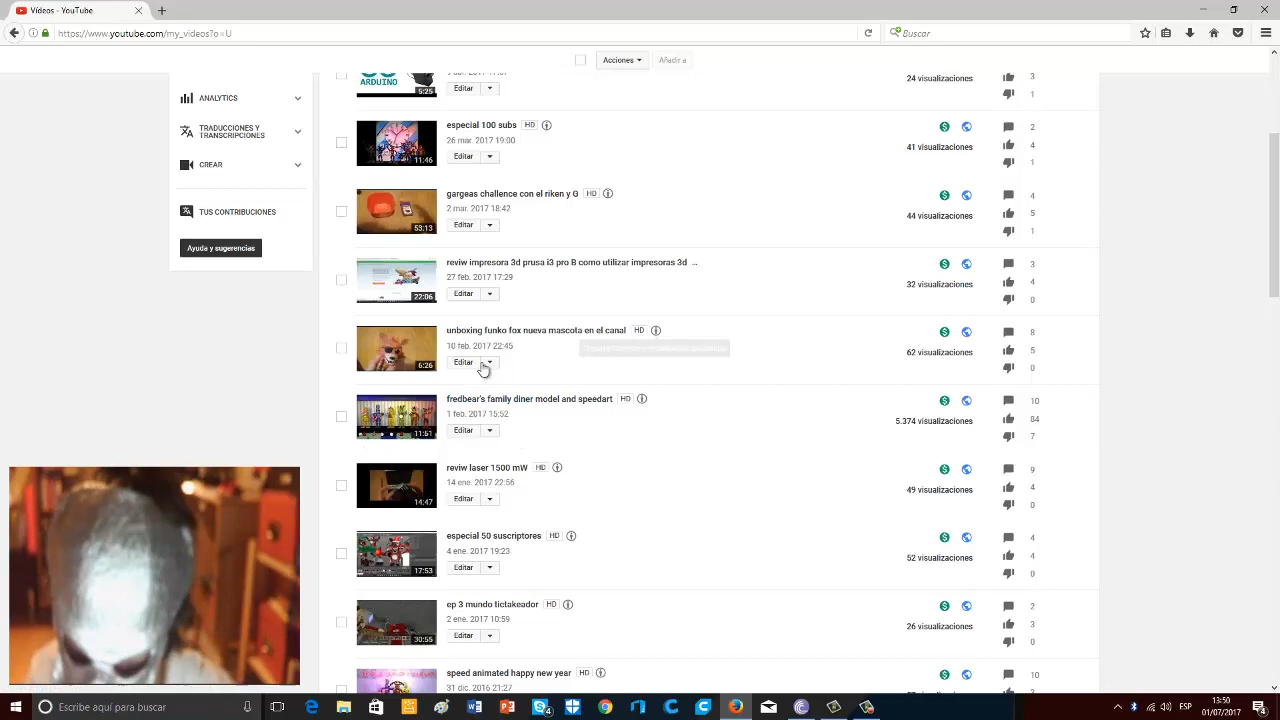 Vídeos - YouTube
https://www.youtube.com/my_videos?o=U
Buscar
Acciones
Añadir a
ANALYTICS
TRADUCCIONES Y
TRANSCRIPCIONES
CREAR
TUS CONTRIBUCIONES
Ayuda y sugerencias
ARDUINO
5:25
Editar
24 visualizaciones
3
1
especial 100 subs HD
26 mar. 2017 19:00
11:46
Editar
41 visualizaciones
2
4
1
gargeas challence con el riken y G HD
2 mar. 2017 18:42
53:13
Editar
44 visualizaciones
4
5
1
reviw impresora 3d prusa i3 pro B como utilizar impresoras 3d ...
27 feb. 2017 17:29
22:06
Editar
32 visualizaciones
3
4
0
unboxing funko fox nueva mascota en el canal HD
10 feb. 2017 22:45
6:26
Editar
62 visualizaciones
8
5
0
fredbear's family diner model and speedart HD
1 feb. 2017 15:52
11:51
Editar
5.374 visualizaciones
10
84
7
reviw laser 1500 mW HD
14 ene. 2017 22:56
14:47
Editar
49 visualizaciones
9
4
0
especial 50 suscriptores HD
4 ene. 2017 19:23
17:53
Editar
52 visualizaciones
4
4
0
ep 3 mundo tictakeador HD
2 ene. 2017 10:59
30:55
Editar
26 visualizaciones
2
3
0
speed animated happy new year HD
31 dic. 2016 21:27
10
Escribe aquí para buscar
ESP
13:50
01/07/2017